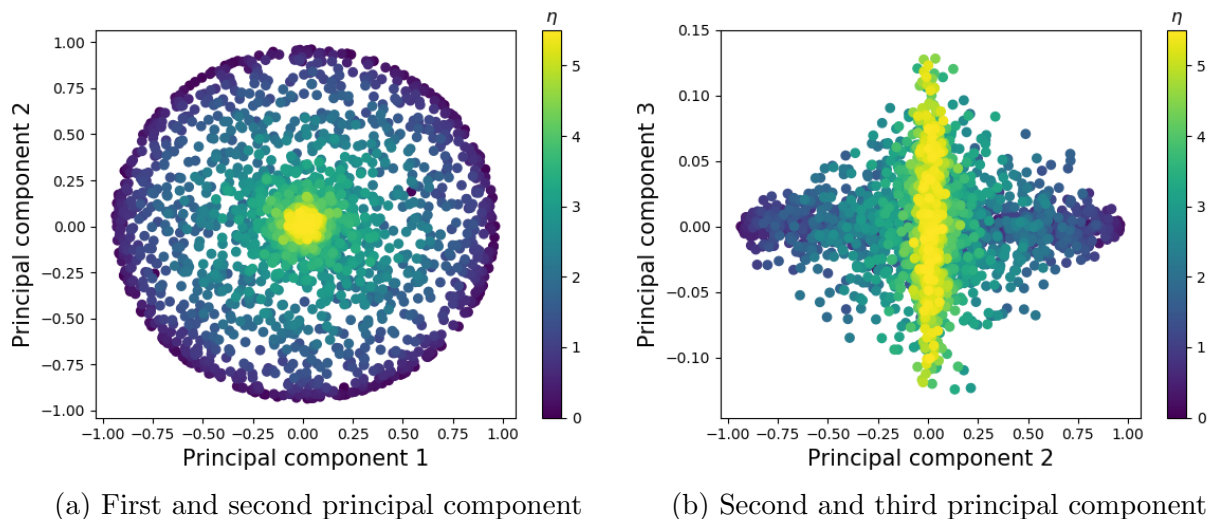 η
1.00
0.75
0.50
0.25
0.00
−0.25
−0.50
−0.75
−1.00
Principal component 2
−1.00 −0.75 −0.50 −0.25 0.00 0.25 0.50 0.75 1.00
Principal component 1
5
4
3
2
1
0
(a) First and second principal component
η
0.15
0.10
0.05
0.00
−0.05
−0.10
Principal component 3
−1.00 −0.75 −0.50 −0.25 0.00 0.25 0.50 0.75 1.00
Principal component 2
5
4
3
2
1
0
(b) Second and third principal component